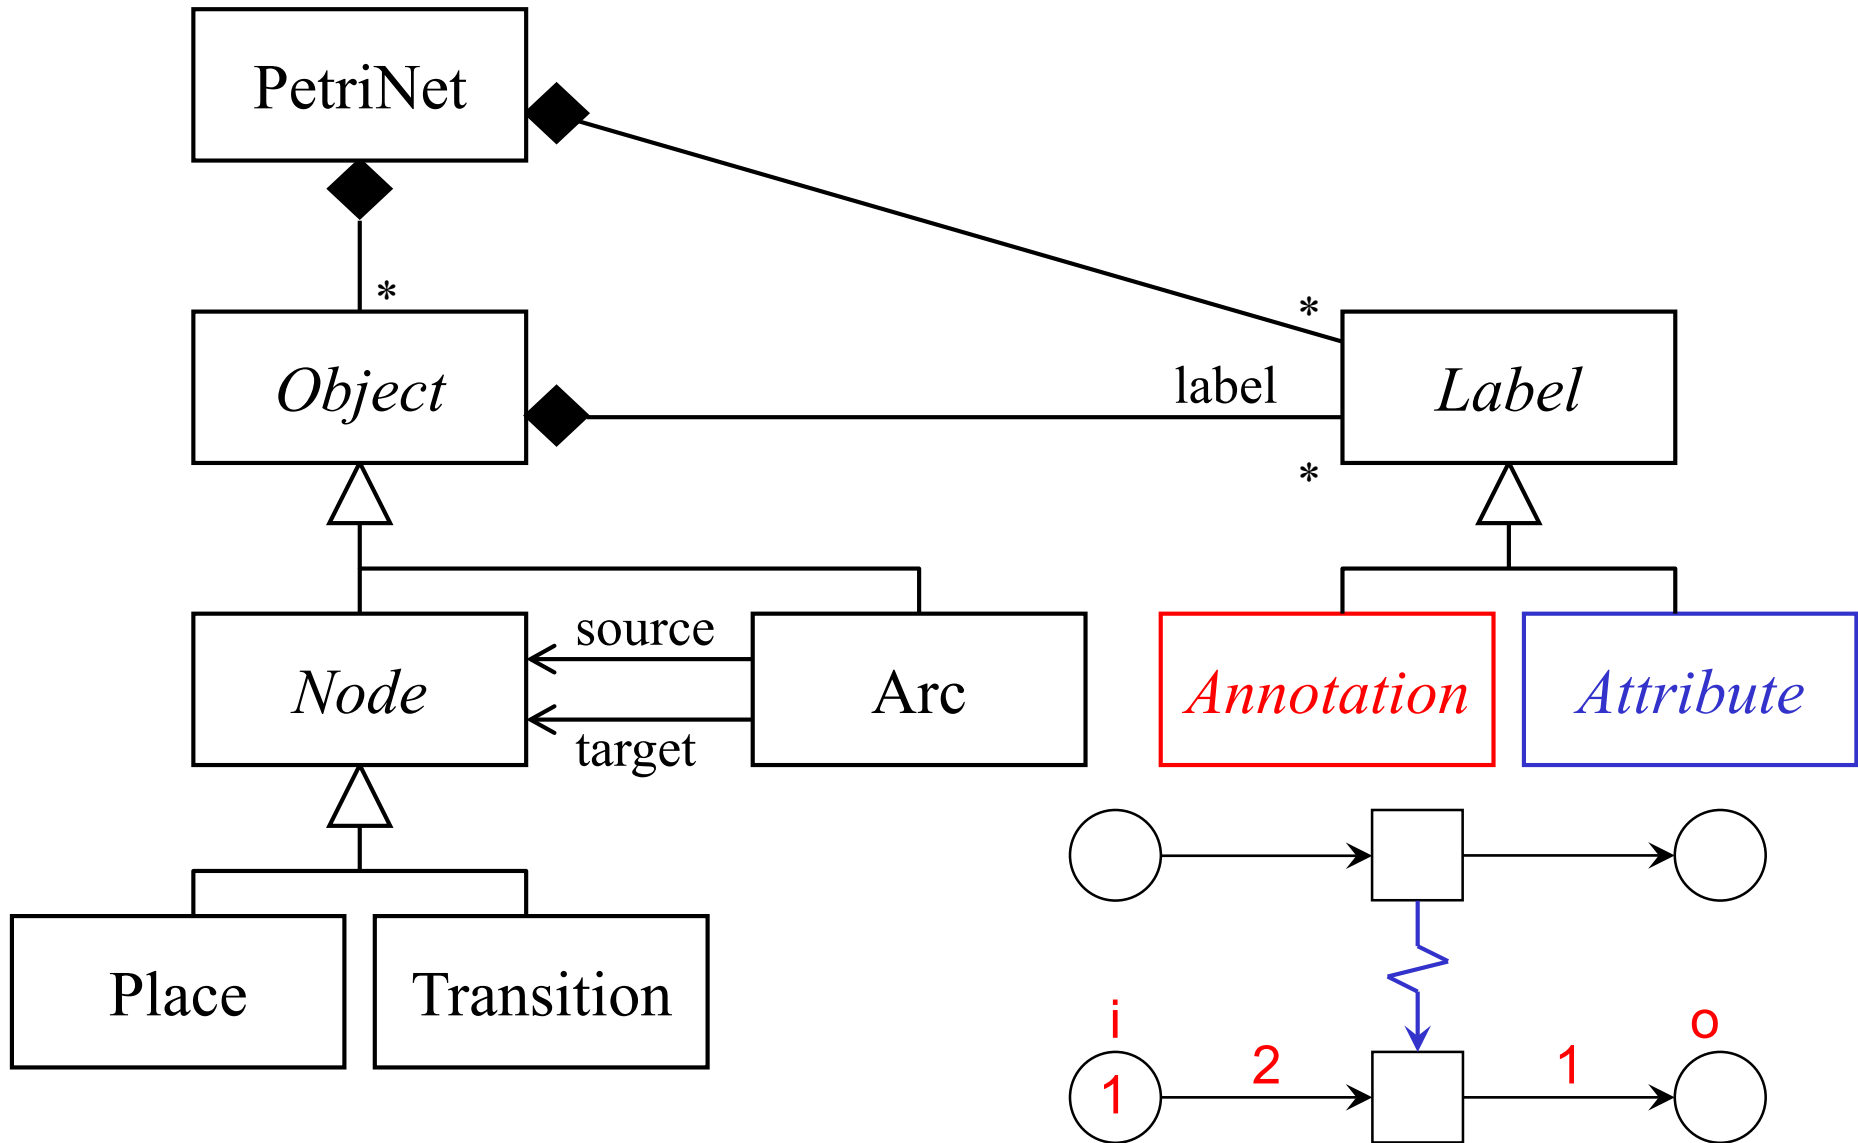 PetriNet
*
*
Object
label
Label
*
source
Node
Arc
Annotation
Attribute
target
Place
Transition
i
o
2
1
1